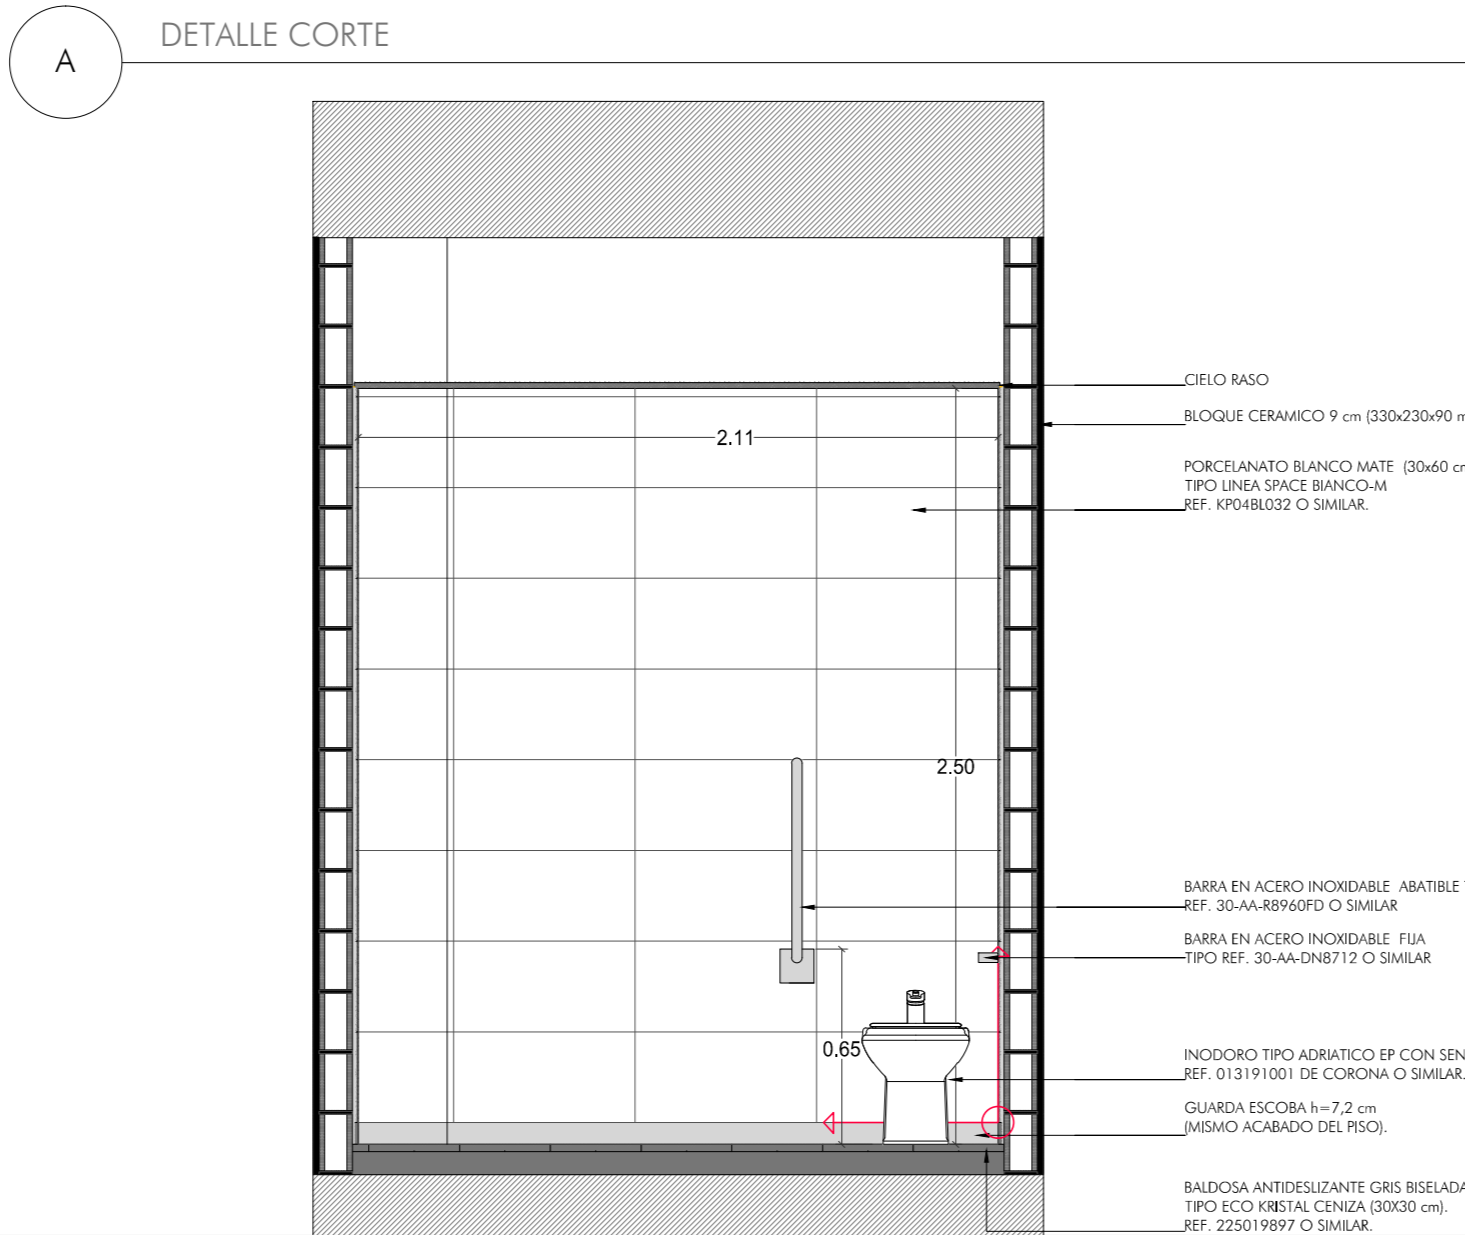 A
DETALLE CORTE
CIELO RASO
BLOQUE CERAMICO 9 cm (330x230x90 m
PORCELANATO BLANCO MATE (30x60 cm
TIPO LINEA SPACE BIANCO-M
REF. KP04BL032 O SIMILAR.
2.11
2.50
BARRA EN ACERO INOXIDABLE ABATIBLE
REF. 30-AA-R8960FD O SIMILAR
BARRA EN ACERO INOXIDABLE FIJA
TIPO REF. 30-AA-DN8712 O SIMILAR
0.65
INODORO TIPO ADRIATICO EP CON SEN
REF. 013191001 DE CORONA O SIMILAR.
GUARDA ESCOBA h=7,2 cm
(MISMO ACABADO DEL PISO).
BALDOSA ANTIDESLIZANTE GRIS BISELADA
TIPO ECO KRISTAL CENIZA (30X30 cm).
REF. 225019897 O SIMILAR.